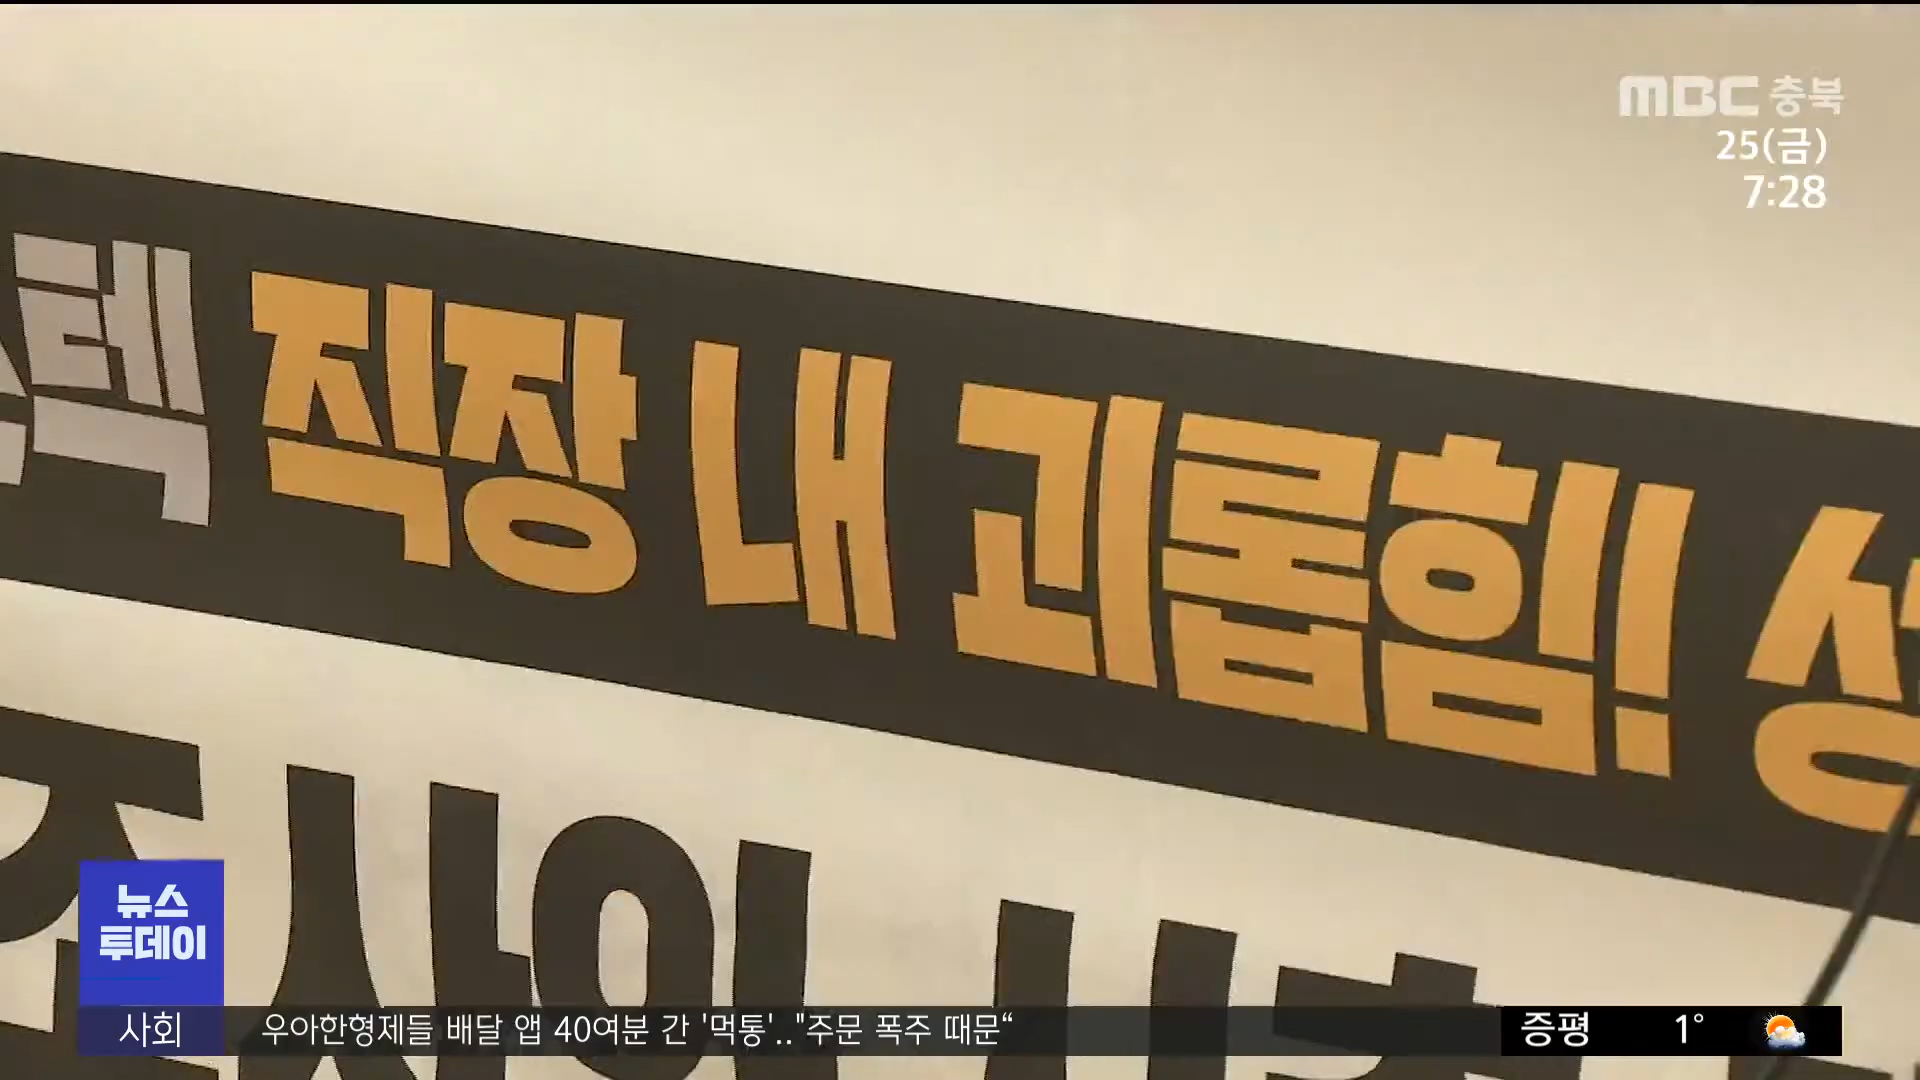 MBC 충북
25(금)
7:28
텍 직장 내 괴롭힘!
뉴스
투데이
사회
우아한형제들 배달 앱 40여분 간 '먹통'.."주문 폭주 때문“
증평 1°